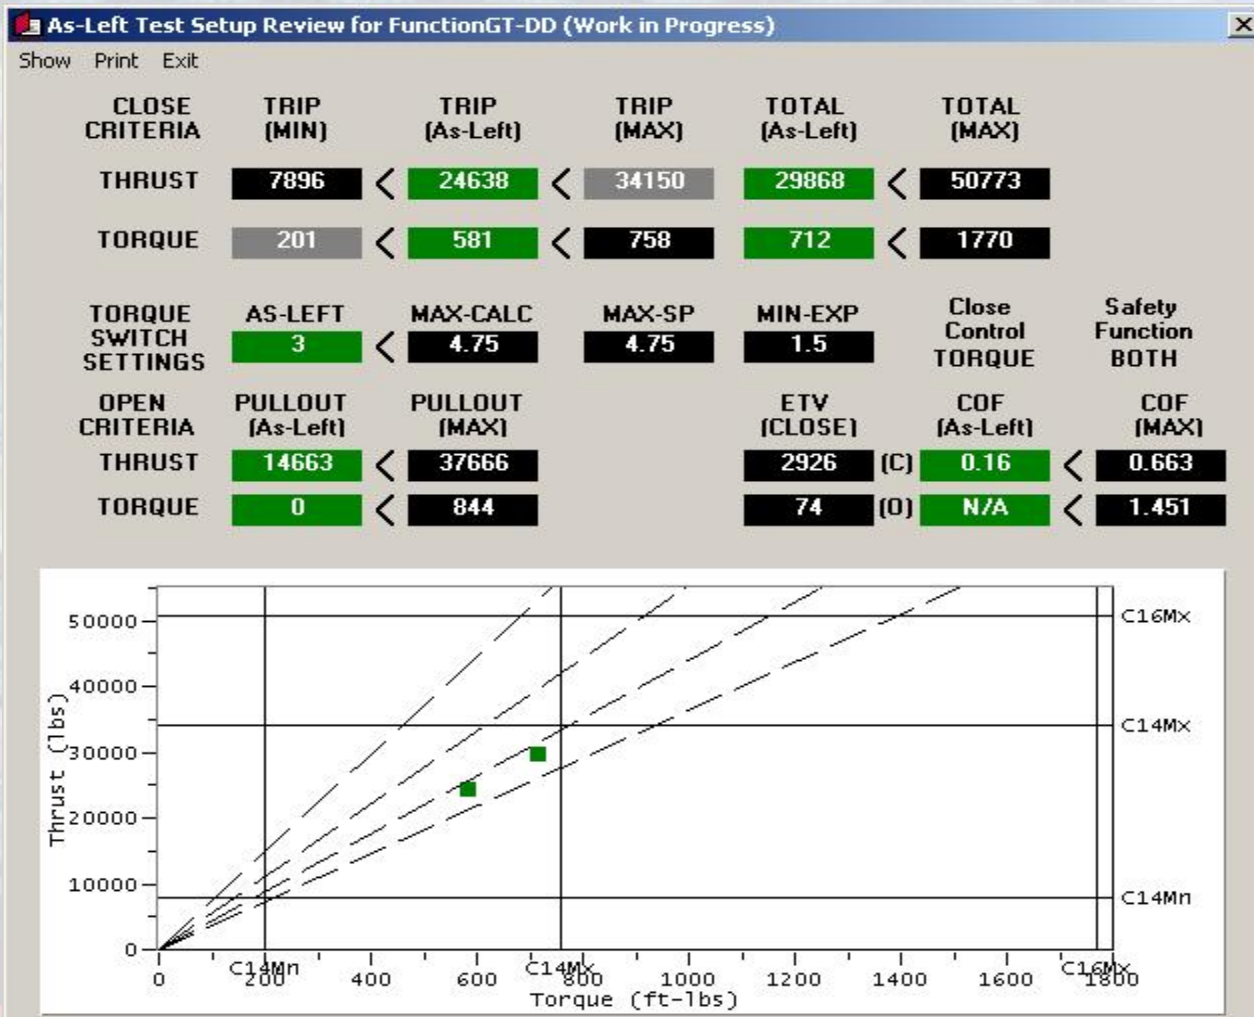 As-Left Test Setup Review for FunctionGT-DD (Work in Progress)
Show Print Exit
CLOSE CRITERIA TRIP (MIN) TRIP (As-Left) TRIP (MAX) TOTAL (As-Left) TOTAL (MAX)
THRUST 7896 < 24638 < 34150 29868 < 50773
TORQUE 201 < 581 < 758 712 < 1770
TORQUE SWITCH SETTINGS AS-LEFT MAX-CALC MAX-SP MIN-EXP Close Control TORQUE Safety Function BOTH
3 < 4.75 4.75 1.5
OPEN CRITERIA PULLOUT (As-Left) PULLOUT (MAX) ETV (CLOSE) COF (As-Left) COF (MAX)
THRUST 14663 < 37666 2926 (C) 0.16 < 0.663
TORQUE 0 < 844 74 (O) N/A < 1.451
Thrust (lbs)
50000
40000
30000
20000
10000
0
C16Mx
C14Mx
C14Mn
C14Mn C14Mx C16Mx
0 200 400 600 800 1000 1200 1400 1600 1800
Torque (ft-lbs)